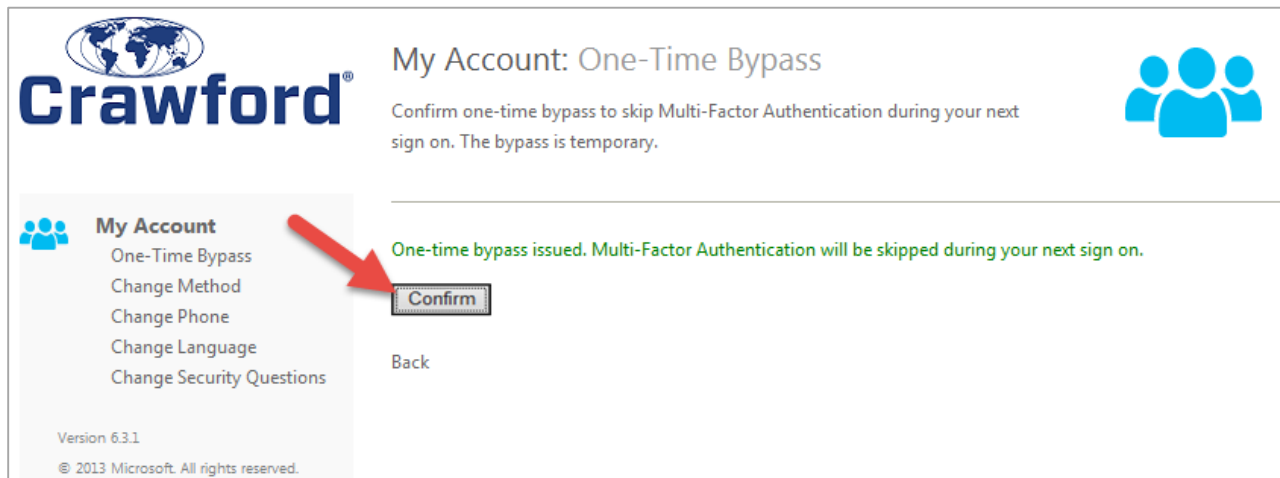 Crawford®
My Account: One-Time Bypass
Confirm one-time bypass to skip Multi-Factor Authentication during your next
sign on. The bypass is temporary.
My Account
One-Time Bypass
Change Method
Change Phone
Change Language
Change Security Questions
Version 6.3.1
© 2013 Microsoft. All rights reserved.
One-time bypass issued. Multi-Factor Authentication will be skipped during your next sign on.
Confirm
Back